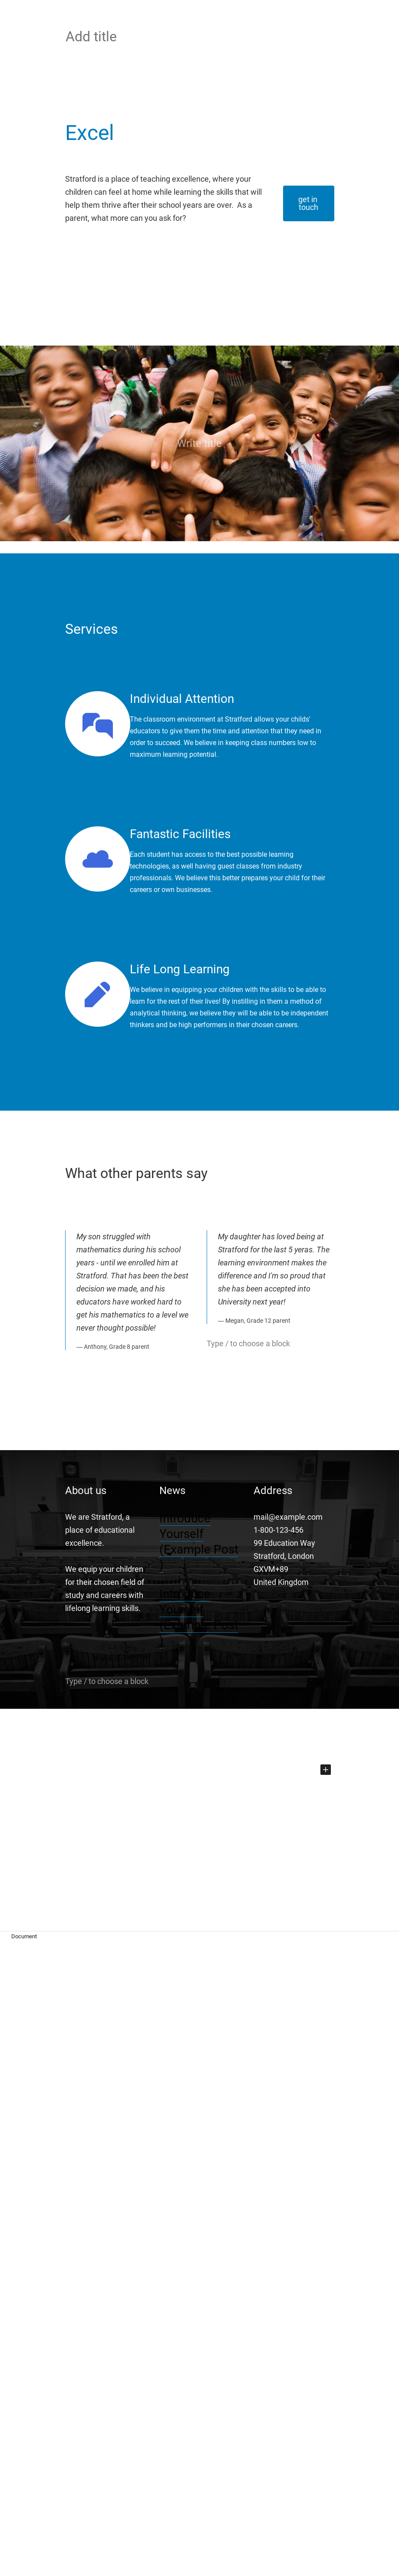 Add title
Excel
Stratford is a place of teaching excellence, where your
children can feel at home while learning the skills that will
help them thrive after their school years are over.  As a
parent, what more can you ask for?
get in
touch
Write title
Services
Individual Attention
The classroom environment at Stratford allows your childs'
educators to give them the time and attention that they need in
order to succeed. We believe in keeping class numbers low to
maximum learning potential.
Fantastic Facilities
Each student has access to the best possible learning
technologies, as well having guest classes from industry
professionals. We believe this better prepares your child for their
careers or own businesses.
Life Long Learning
We believe in equipping your children with the skills to be able to
learn for the rest of their lives! By instilling in them a method of
analytical thinking, we believe they will be able to be independent
thinkers and be high performers in their chosen careers.
What other parents say
My son struggled with
mathematics during his school
years - until we enrolled him at
Stratford. That has been the best
decision we made, and his
educators have worked hard to
get his mathematics to a level we
never thought possible!
— Anthony, Grade 8 parent
My daughter has loved being at
Stratford for the last 5 yeras. The
learning environment makes the
difference and I'm so proud that
she has been accepted into
University next year!
— Megan, Grade 12 parent
Type / to choose a block
About us
We are Stratford, a
place of educational
excellence.
We equip your children
for their chosen field of
study and careers with
lifelong learning skills.
News
Introduce
Yourself
(Example Post
)
Introduce
Yourself
(Example Post
)
Address
mail@example.com
1-800-123-456
99 Education Way
Stratford, London
GXVM+89
United Kingdom
Type / to choose a block
Document